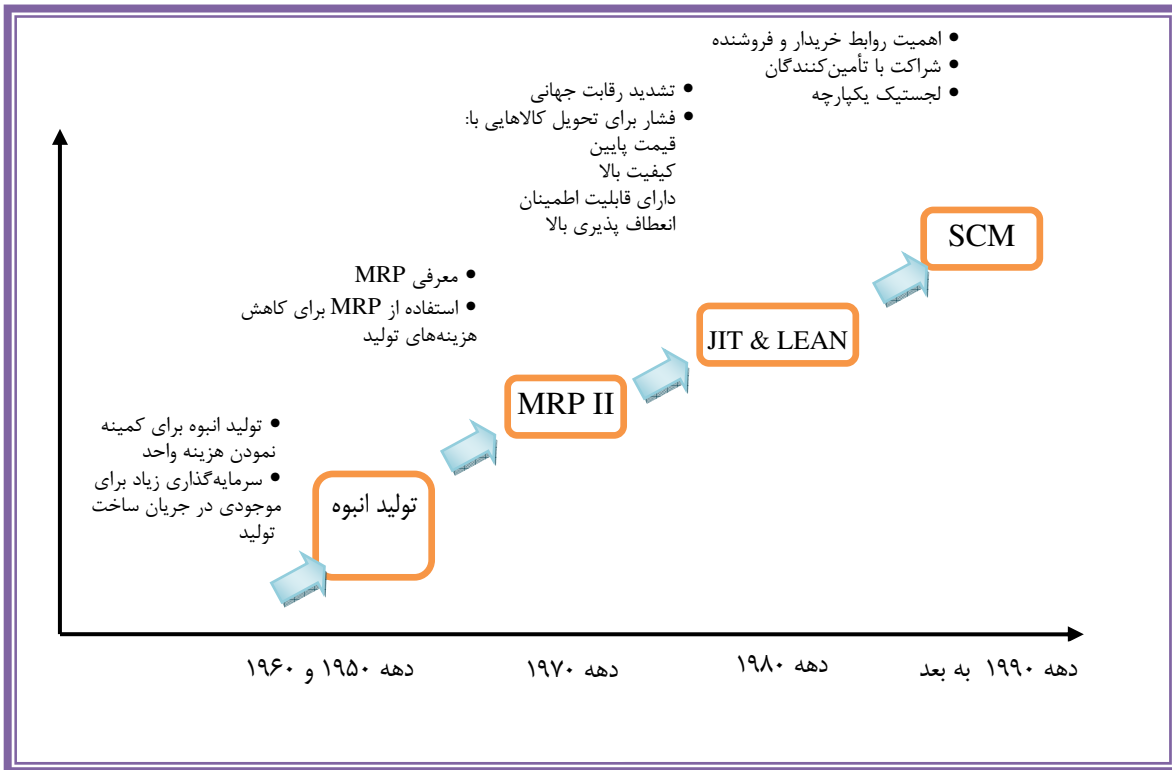 • اهمیت روابط خریدار و فروشنده
• شراکت با تأمین‌کنندگان
• لجستیک یکپارچه
• تشدید رقابت جهانی
• فشار برای تحویل کالاهایی با:
قیمت پایین
کیفیت بالا
دارای قابلیت اطمینان
انعطاف پذیری بالا
SCM
• معرفی MRP
• استفاده از MRP برای کاهش
هزینه‌های تولید
JIT & LEAN
MRP II
• تولید انبوه برای کمینه
نمودن هزینه واحد
• سرمایه‌گذاری زیاد برای
موجودی در جریان ساخت
تولید
تولید انبوه
دهه ۱۹۵۰ و ۱۹۶۰
دهه ۱۹۷۰
دهه ۱۹۸۰
دهه ۱۹۹۰ به بعد